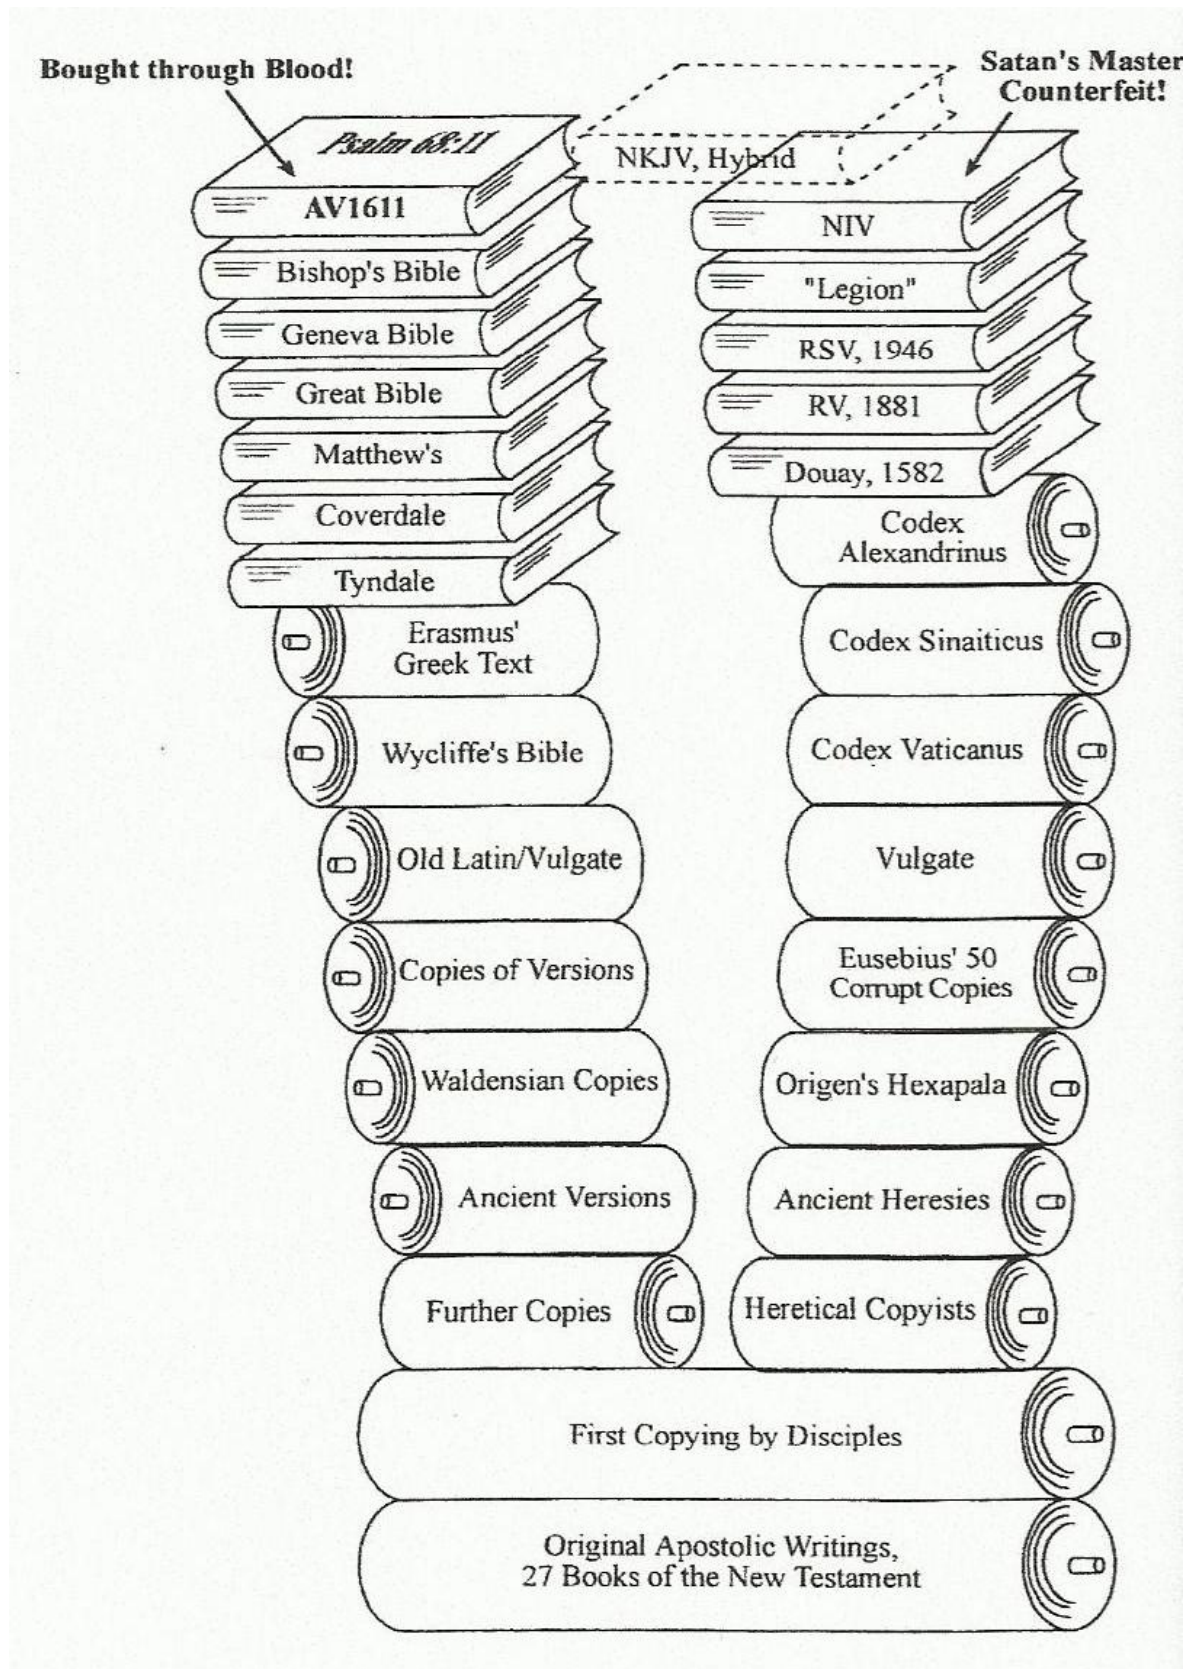 Bought through Blood!
Satan's Master
Counterfeit!
Psalm 68:11
NKJV, Hybrid
AV1611
Bishop's Bible
Geneva Bible
Great Bible
Matthew's
Coverdale
Tyndale
Erasmus'
Greek Text
Wycliffe's Bible
Old Latin/Vulgate
Copies of Versions
Waldensian Copies
Ancient Versions
Further Copies
NIV
"Legion"
RSV, 1946
RV, 1881
Douay, 1582
Codex
Alexandrinus
Codex Sinaiticus
Codex Vaticanus
Vulgate
Eusebius' 50
Corrupt Copies
Origen's Hexapala
Ancient Heresies
Heretical Copyists
First Copying by Disciples
Original Apostolic Writings,
27 Books of the New Testament